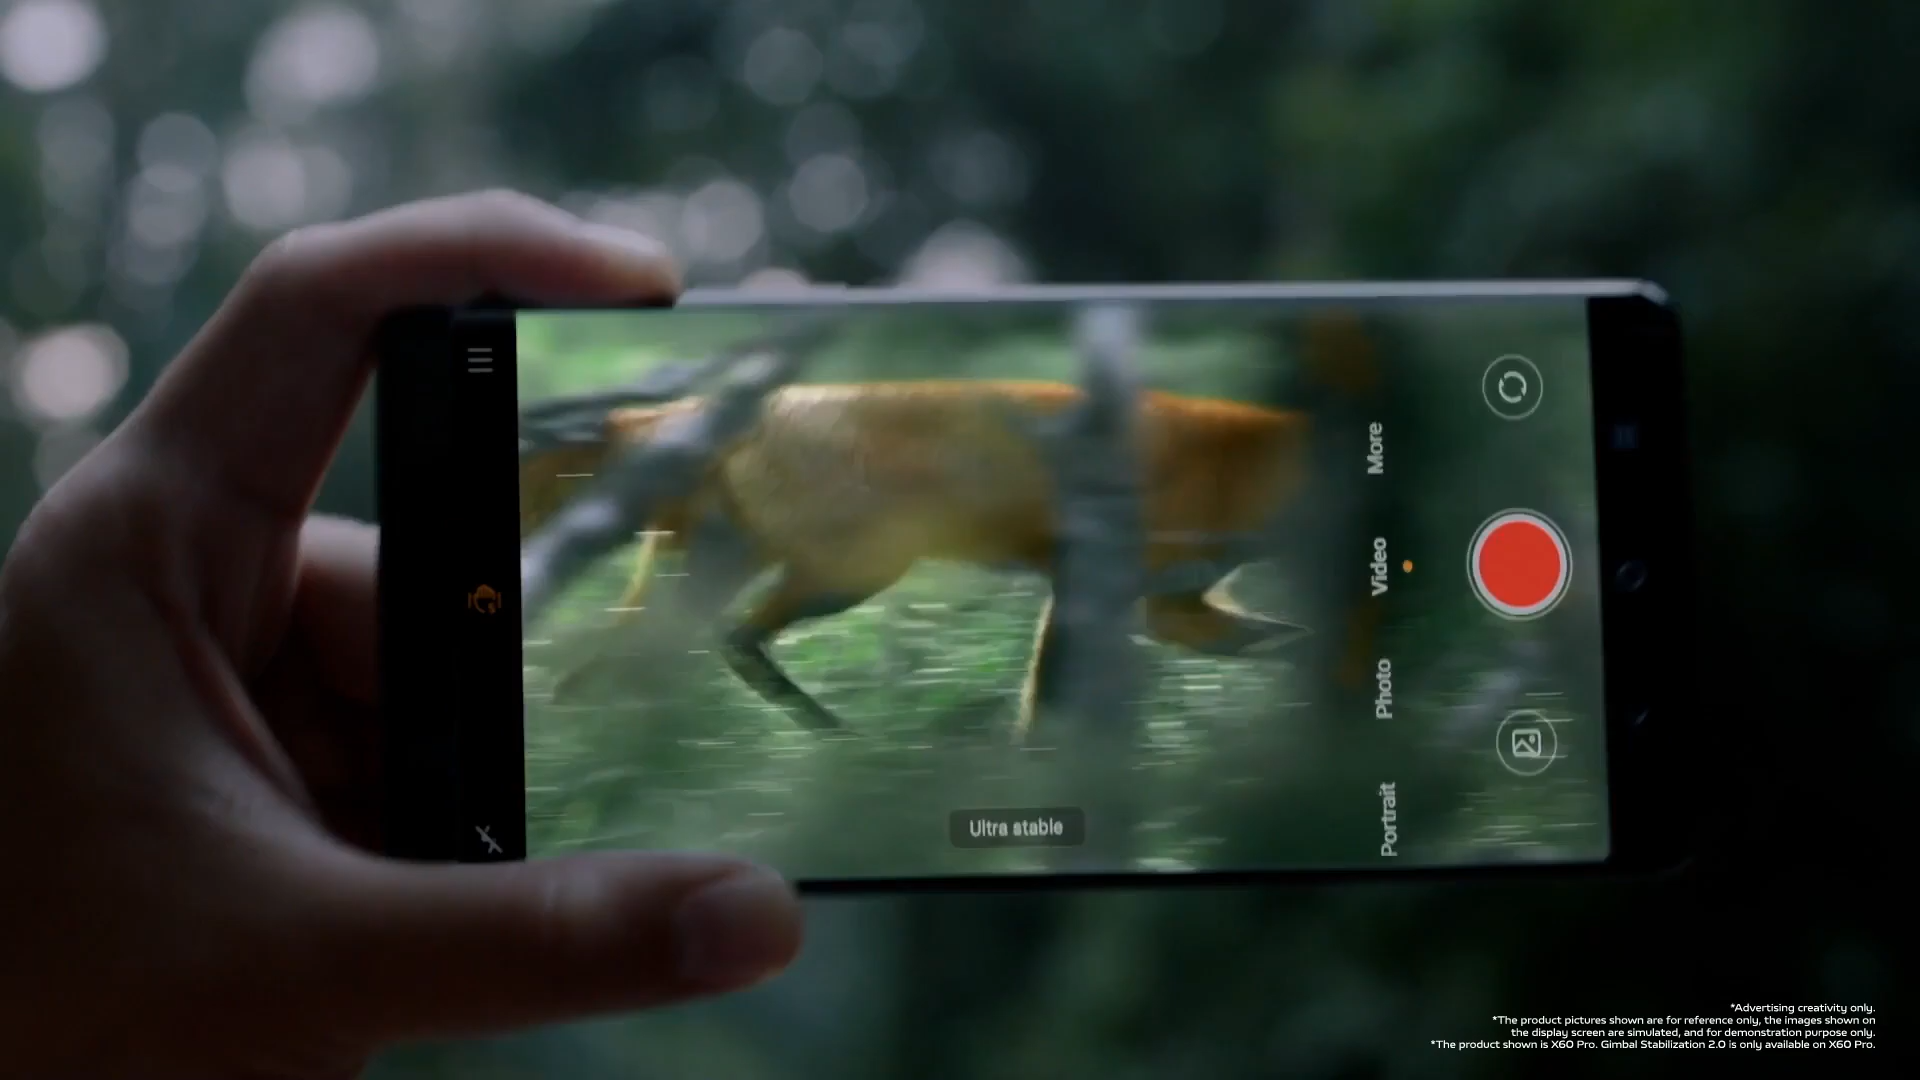 More
Video
Photo
Portrait
Ultra stable
*Advertising creativity only.
*The product pictures shown are for reference only, the images shown on
the display screen are simulated, and for demonstration purpose only.
*The product shown is X60 Pro. Gimbal Stabilization 2.0 is only available on X60 Pro.